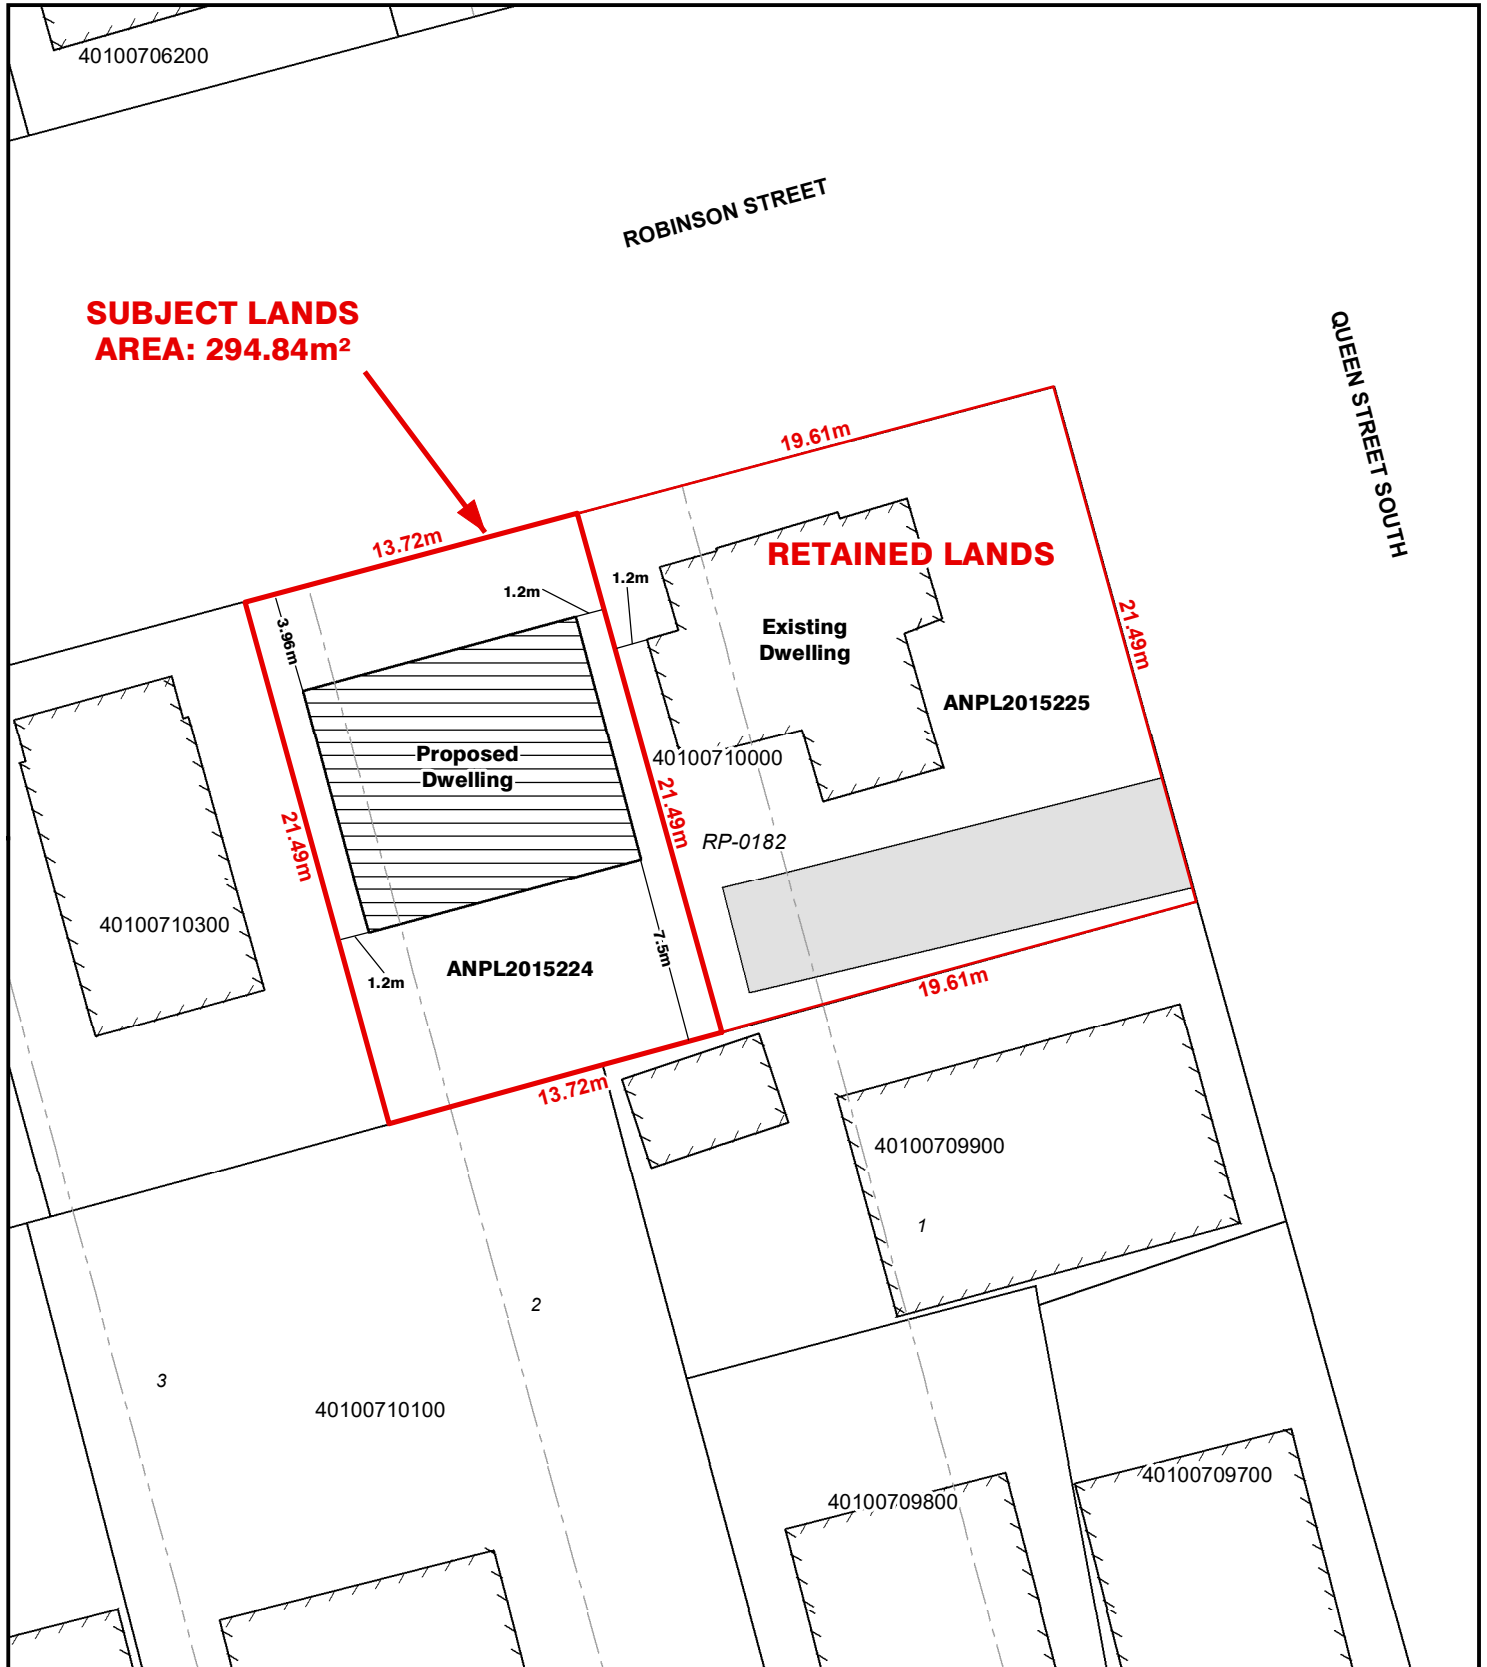 40100706200
ROBINSON STREET
SUBJECT LANDS
AREA: 294.84m²
QUEEN STREET SOUTH
19.61m
13.72m
RETAINED LANDS
1.2m
1.2m
3.96m
Existing
Dwelling
21.49m
ANPL2015225
Proposed
Dwelling
40100710000
21.49m
21.49m
RP-0182
40100710300
7.5m
ANPL2015224
1.2m
19.61m
13.72m
40100709900
1
2
3
40100710100
40100709700
40100709800